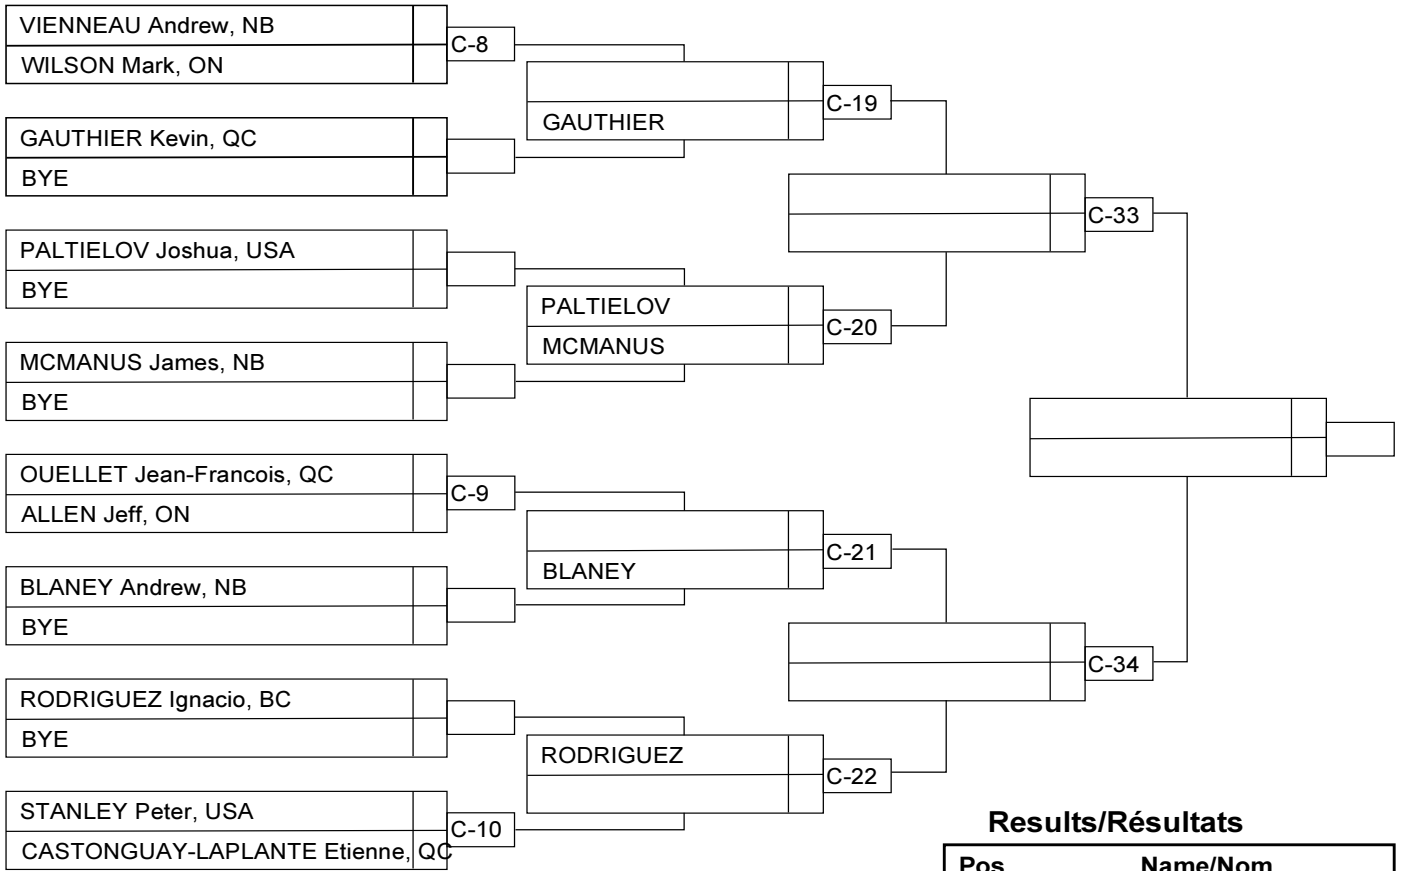 VIENNEAU Andrew, NB
C-8
WILSON Mark, ON
C-19
GAUTHIER
GAUTHIER Kevin, QC
BYE
C-33
PALTIELOV Joshua, USA
BYE
PALTIELOV
C-20
MCMANUS
MCMANUS James, NB
BYE
OUELLET Jean-Francois, QC
C-9
ALLEN Jeff, ON
C-21
BLANEY
BLANEY Andrew, NB
BYE
C-34
RODRIGUEZ Ignacio, BC
BYE
RODRIGUEZ
C-22
STANLEY Peter, USA
C-10
CASTONGUAY-LAPLANTE Etienne, QC
Results/Résultats
Pos Name/Nom